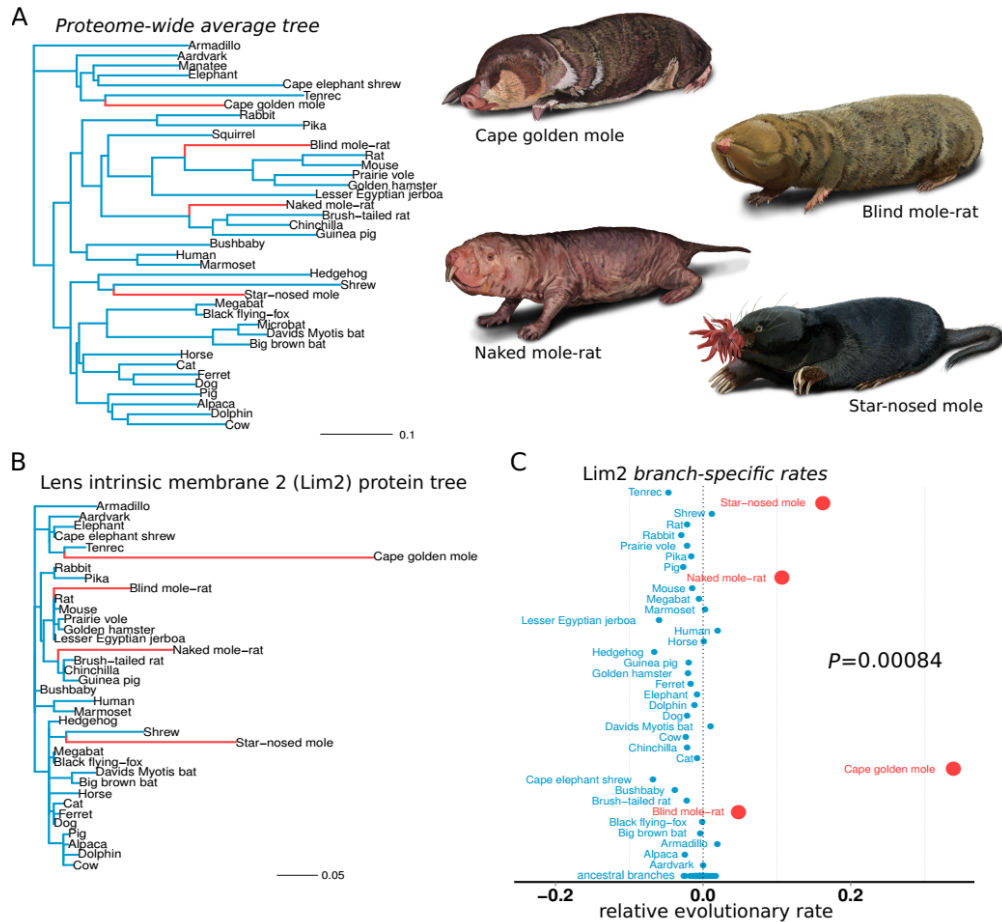 A
Proteome-wide average tree
Armadillo
Aardvark
Manatee
Elephant
Cape elephant shrew
Tenrec
Cape golden mole
Rabbit
Pika
Squirrel
Blind mole-rat
Rat
Mouse
Prairie vole
Golden hamster
Lesser Egyptian jerboa
Naked mole-rat
Brush-tailed rat
Chinchilla
Guinea pig
Bushbaby
Human
Marmoset
Hedgehog
Shrew
Star-nosed mole
Megabat
Black flying-fox
Microbat
Davids Myotis bat
Big brown bat
Horse
Cat
Ferret
Dog
Pig
Alpaca
Dolphin
Cow
0.1
Cape golden mole
Blind mole-rat
Naked mole-rat
Star-nosed mole
B
Lens intrinsic membrane 2 (Lim2) protein tree
Armadillo
Aardvark
Elephant
Cape elephant shrew
Tenrec
Cape golden mole
Rabbit
Pika
Blind mole-rat
Rat
Mouse
Prairie vole
Golden hamster
Lesser Egyptian jerboa
Naked mole-rat
Brush-tailed rat
Chinchilla
Guinea pig
Bushbaby
Human
Marmoset
Hedgehog
Shrew
Star-nosed mole
Megabat
Black flying-fox
Davids Myotis bat
Big brown bat
Horse
Cat
Ferret
Dog
Pig
Alpaca
Dolphin
Cow
0.05
C
Lim2 branch-specific rates
Tenrec
Star-nosed mole
Shrew
Rat
Rabbit
Prairie vole
Pika
Pig
Naked mole-rat
Mouse
Megabat
Marmoset
Lesser Egyptian jerboa
Human
Horse
Hedgehog
Guinea pig
Golden hamster
Ferret
Elephant
Dolphin
Dog
Davids Myotis bat
Cow
Chinchilla
Cat
Cape golden mole
Cape elephant shrew
Bushbaby
Brush-tailed rat
Blind mole-rat
Black flying-fox
Big brown bat
Armadillo
Alpaca
Aardvark
ancestral branches
P=0.00084
-0.2 0.0 0.2
relative evolutionary rate